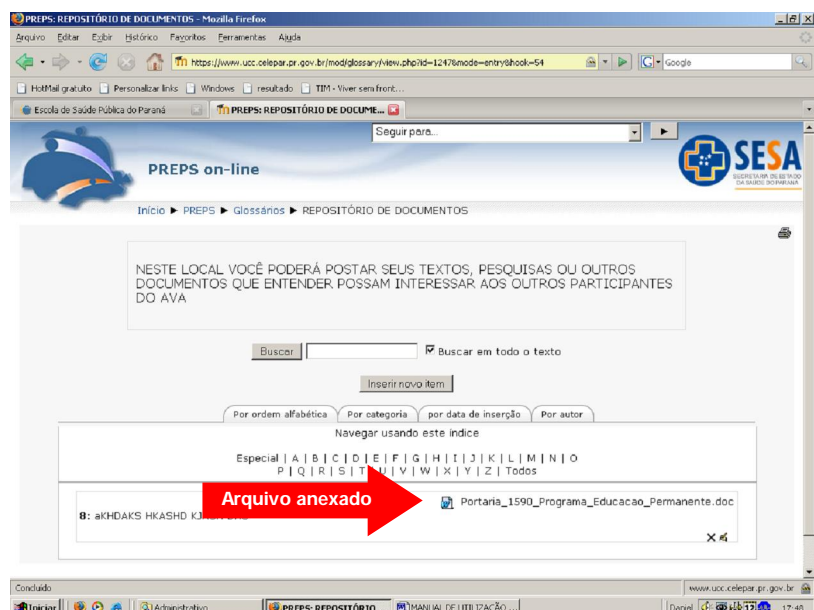 PREPS: REPOSITÓRIO DE DOCUMENTOS - Mozilla Firefox
Arquivo Editar Exibir Histórico Favoritos Ferramentas Ajuda
https://www.ucc.celepar.pr.gov.br/mod/glossary/view.php?id=1247&mode=entry&hook=54
Google
HotMail gratuito Personalizar links Windows resultado TIM - Viver sem front...
Escola de Saúde Pública do Paraná PREPS: REPOSITÓRIO DE DOCUME...
Seguir para...
PREPS on-line
SESA
SECRETARIA DE ESTADO
DA SAÚDE DO PARANÁ
Início ► PREPS ► Glossários ► REPOSITÓRIO DE DOCUMENTOS
NESTE LOCAL VOCÊ PODERÁ POSTAR SEUS TEXTOS, PESQUISAS OU OUTROS
DOCUMENTOS QUE ENTENDER POSSAM INTERESSAR AOS OUTROS PARTICIPANTES
DO AVA
Buscar Buscar em todo o texto
Inserir novo item
Por ordem alfabética Por categoria por data de inserção Por autor
Navegar usando este índice
Especial | A | B | C | D | E | F | G | H | I | J | K | L | M | N | O
P | Q | R | S | T | U | V | W | X | Y | Z | Todos
Arquivo anexado
Portaria_1590_Programa_Educacao_Permanente.doc
8: aKHDAKS HKASHD
Concluído www.ucc.celepar.pr.gov.br
Iniciar Administrativo PREPS: REPOSITÓRIO MANUAL DE UTILIZAÇÃO ... Daniel 12 17:48